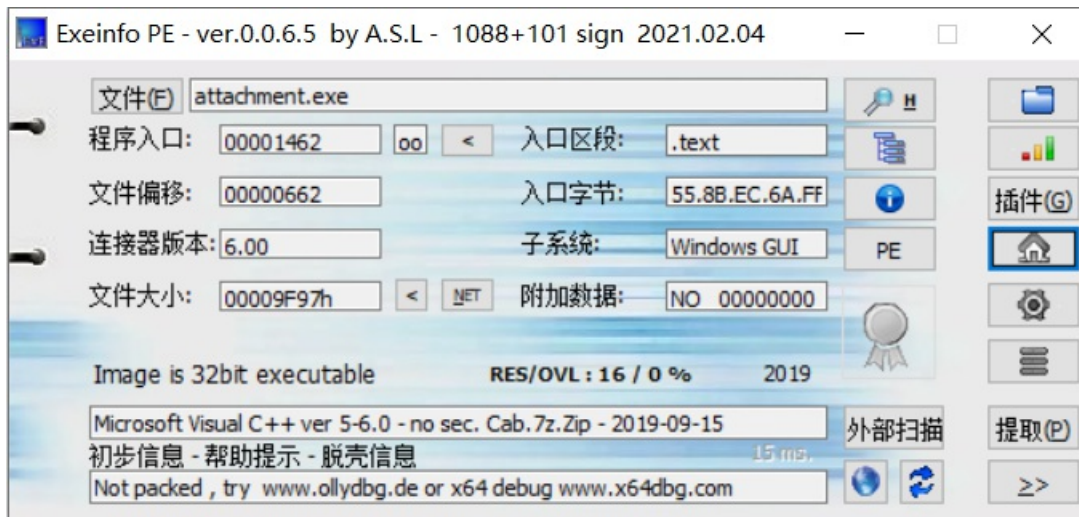 Exeinfo PE - ver.0.0.6.5 by A.S.L - 1088+101 sign 2021.02.04
文件(F) attachment.exe H
程序入口: 00001462 oo < 入口区段: .text
文件偏移: 00000662 入口字节: 55.8B.EC.6A.FF 插件(G)
连接器版本: 6.00 子系统: Windows GUI PE
文件大小: 00009F97h < NET 附加数据: NO 00000000
Image is 32bit executable RES/OVL : 16 / 0 % 2019
Microsoft Visual C++ ver 5-6.0 - no sec. Cab.7z.Zip - 2019-09-15 外部扫描 提取(P)
初步信息 - 帮助提示 - 脱壳信息 15 ms.
Not packed , try www.ollydbg.de or x64 debug www.x64dbg.com >>